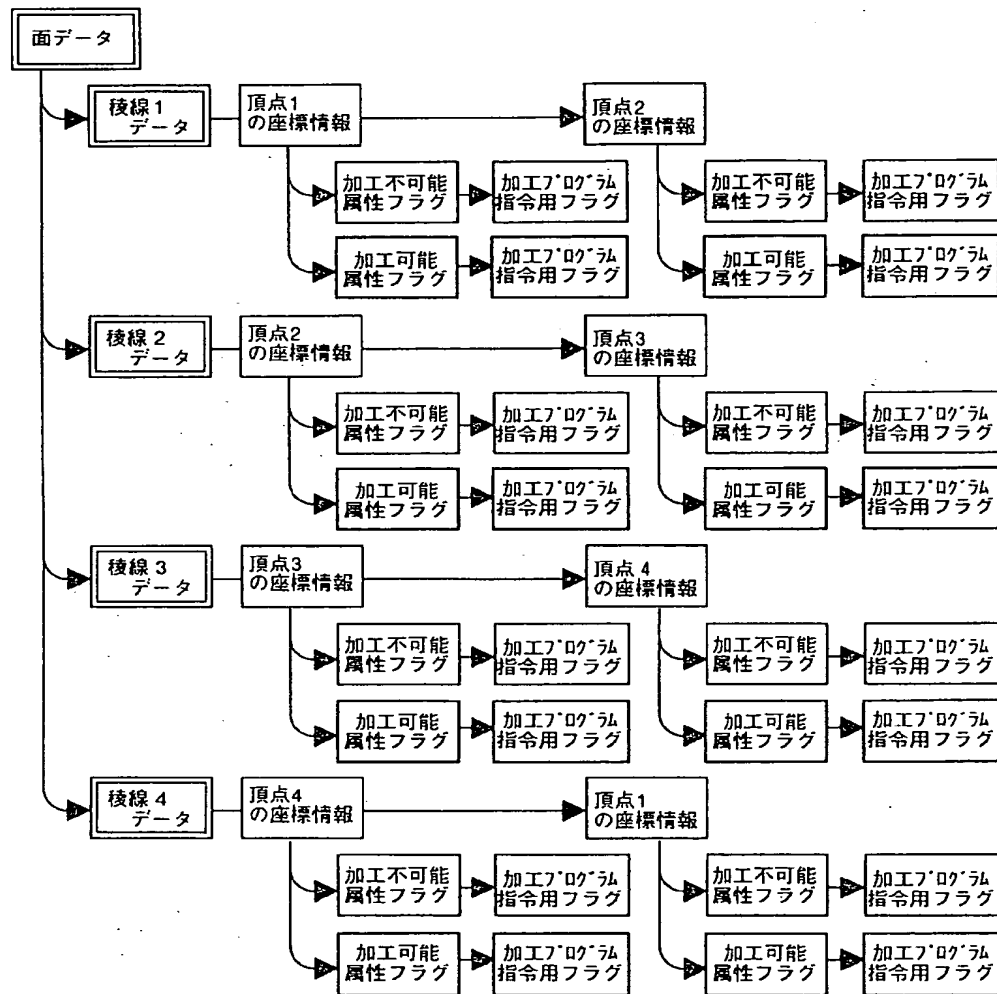 面データ
稜線1
データ
頂点1
の座標情報
頂点2
の座標情報
加工不可能
属性フラグ
加工プログラム
指令用フラグ
加工不可能
属性フラグ
加工プログラム
指令用フラグ
加工可能
属性フラグ
加工プログラム
指令用フラグ
加工可能
属性フラグ
加工プログラム
指令用フラグ
稜線2
データ
頂点2
の座標情報
頂点3
の座標情報
加工不可能
属性フラグ
加工プログラム
指令用フラグ
加工不可能
属性フラグ
加工プログラム
指令用フラグ
加工可能
属性フラグ
加工プログラム
指令用フラグ
加工可能
属性フラグ
加工プログラム
指令用フラグ
稜線3
データ
頂点3
の座標情報
頂点4
の座標情報
加工不可能
属性フラグ
加工プログラム
指令用フラグ
加工不可能
属性フラグ
加工プログラム
指令用フラグ
加工可能
属性フラグ
加工プログラム
指令用フラグ
加工可能
属性フラグ
加工プログラム
指令用フラグ
稜線4
データ
頂点4
の座標情報
頂点1
の座標情報
加工不可能
属性フラグ
加工プログラム
指令用フラグ
加工不可能
属性フラグ
加工プログラム
指令用フラグ
加工可能
属性フラグ
加工プログラム
指令用フラグ
加工可能
属性フラグ
加工プログラム
指令用フラグ